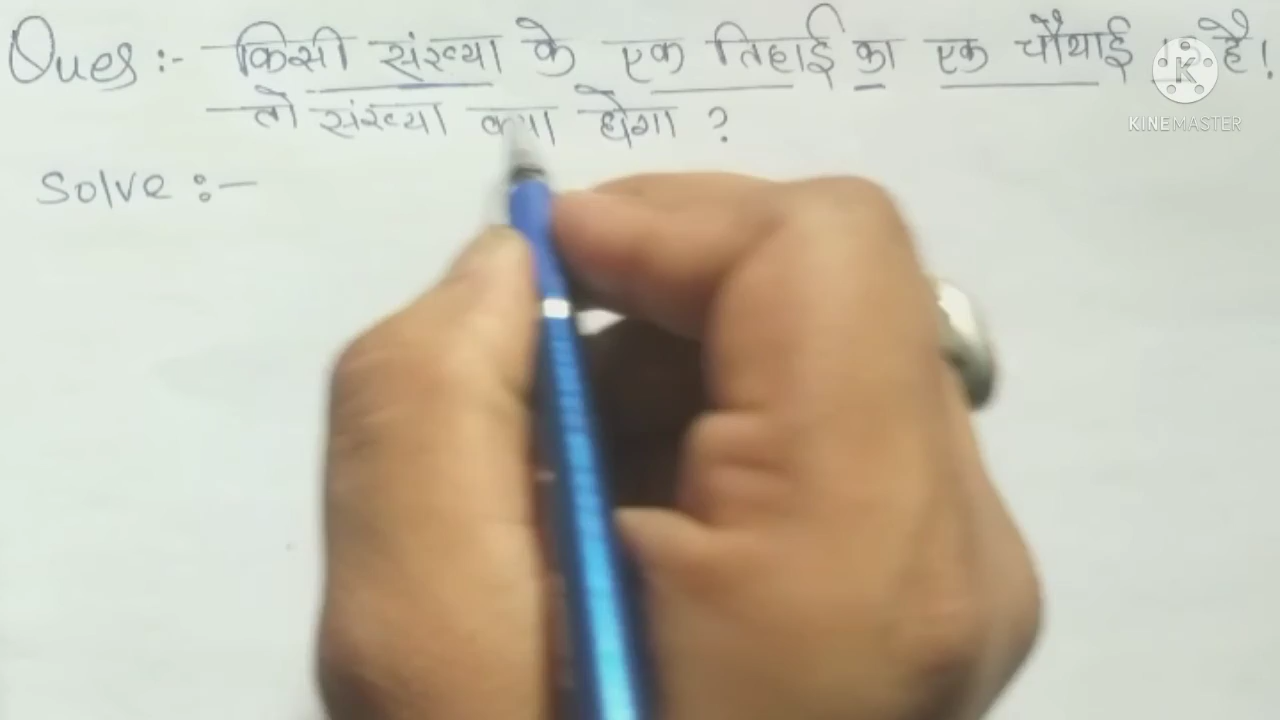 Ques :- किसी संख्या के एक तिहाई का एक चौथाई है।
तो संख्या क्या होगा ?
Solve :-
K
KINEMASTER